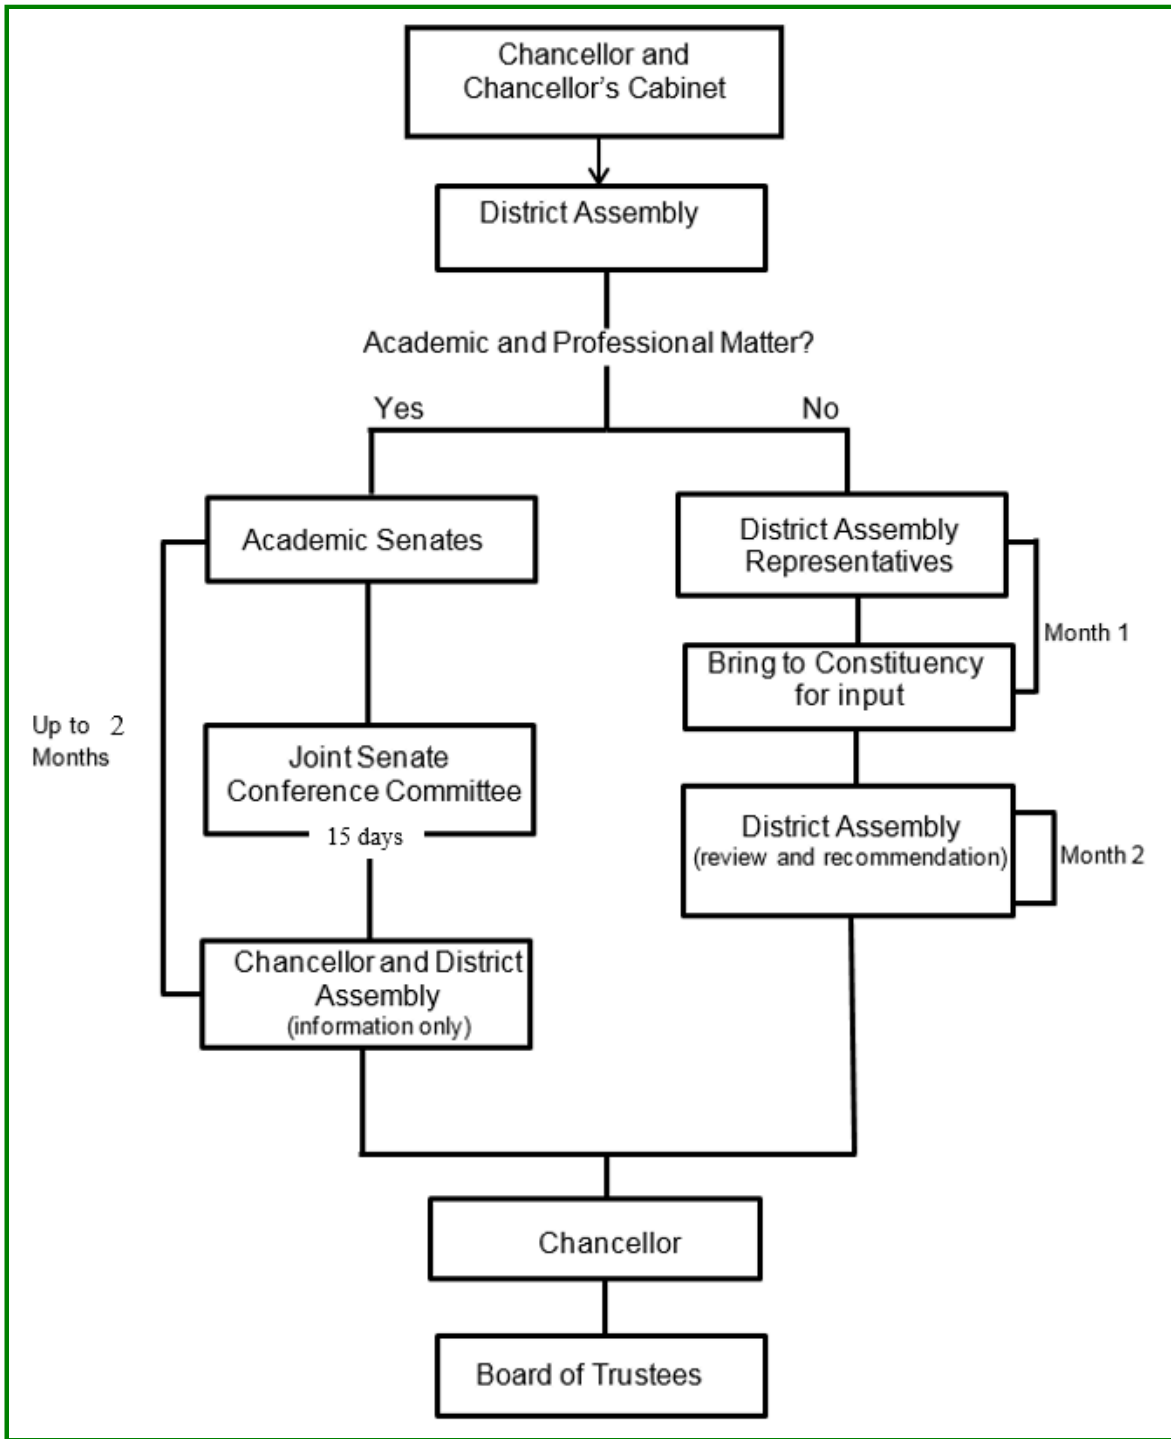 Chancellor and
Chancellor's Cabinet
District Assembly
Academic and Professional Matter?
Yes
No
Academic Senates
District Assembly
Representatives
Month 1
Bring to Constituency
for input
Up to 2
Months
Joint Senate
Conference Committee
15 days
District Assembly
(review and recommendation)
Month 2
Chancellor and District
Assembly
(information only)
Chancellor
Board of Trustees